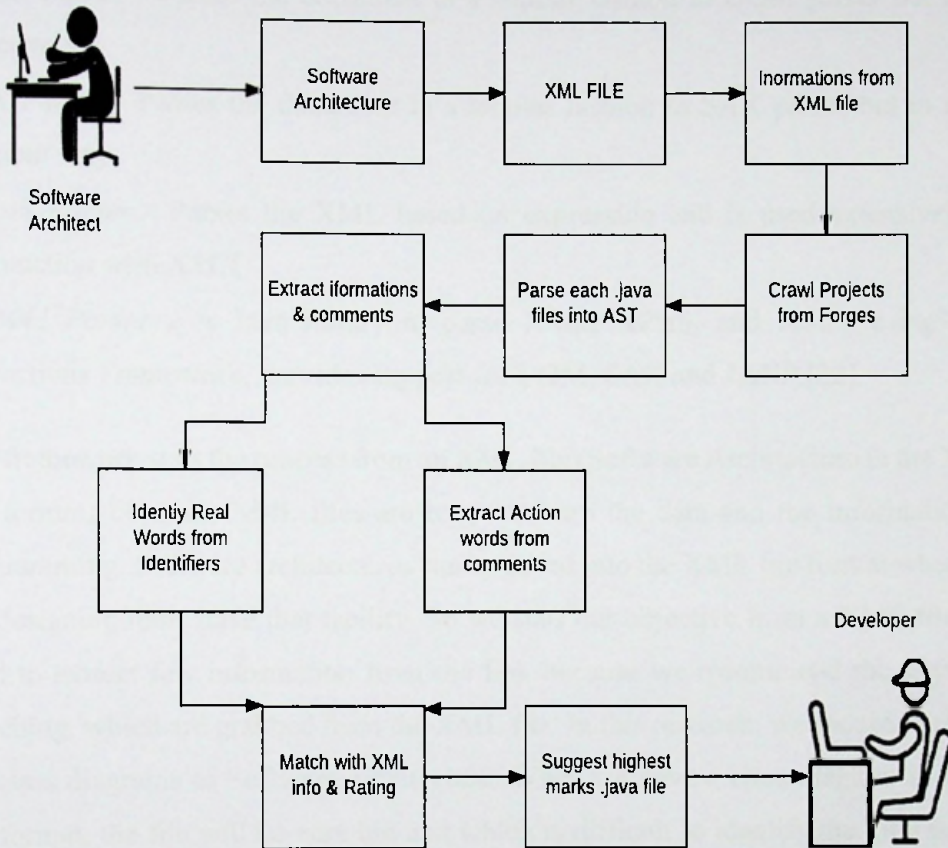 Software
Architect
Software
Architecture
XML FILE
Inormations from
XML file
Crawl Projects
from Forges
Parse each .java
files into AST
Extract iformations
& comments
Identiy Real
Words from
Identifiers
Extract Action
words from
comments
Match with XML
info & Rating
Suggest highest
marks .java file
Developer